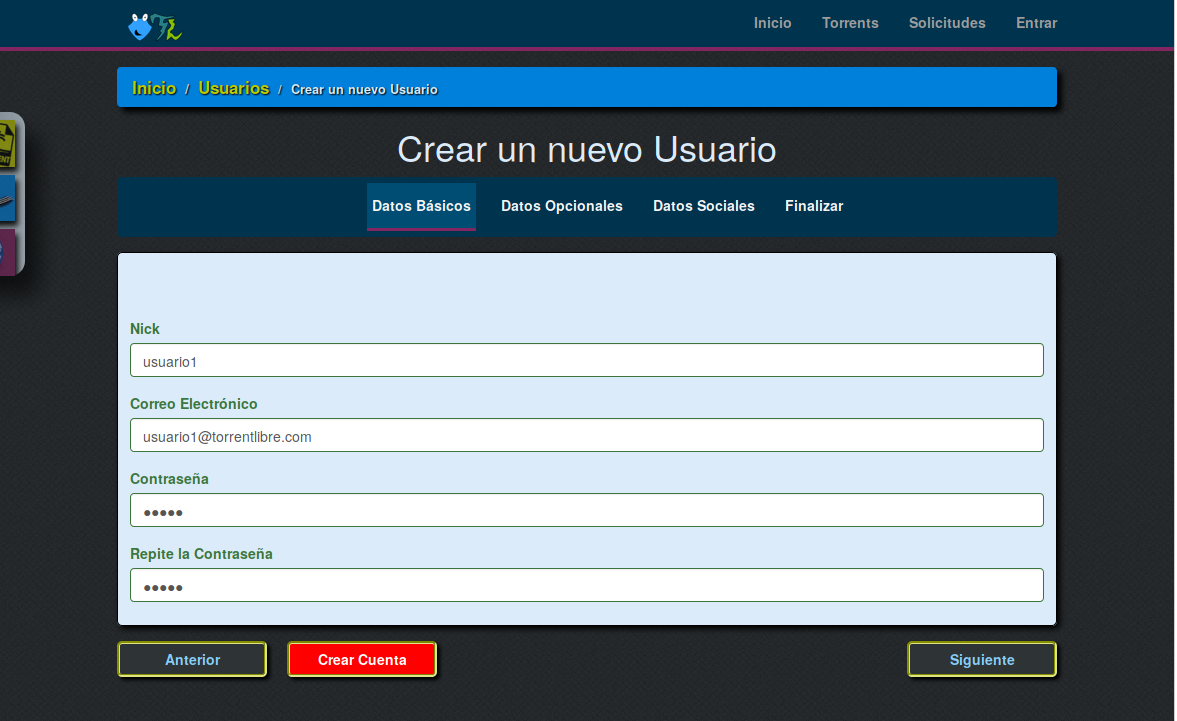 Inicio Torrents Solicitudes Entrar
Inicio / Usuarios / Crear un nuevo Usuario
Crear un nuevo Usuario
Datos Básicos Datos Opcionales Datos Sociales Finalizar
Nick
usuario1
Correo Electrónico
usuario1@torrentlibre.com
Contraseña
●●●●●
Repite la Contraseña
●●●●●
Anterior Crear Cuenta Siguiente